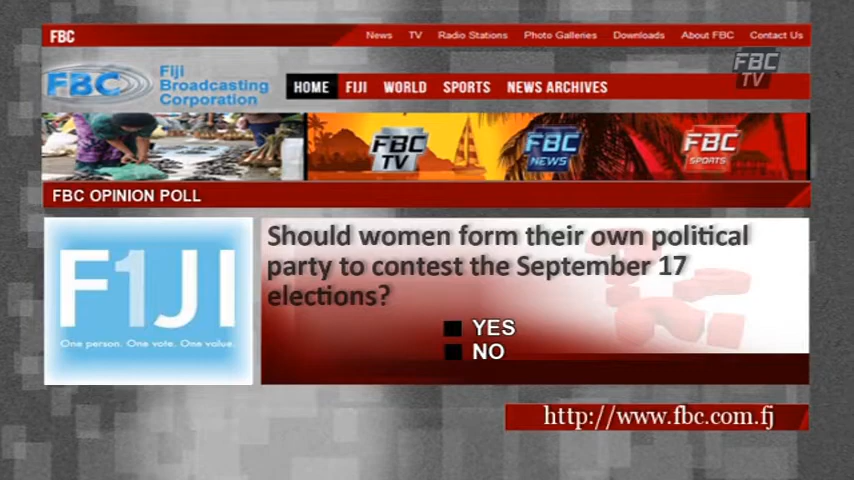 FBC
News TV Radio Stations Photo Galleries Downloads About FBC Contact Us
FBC TV
FBC Fiji Broadcasting Corporation
HOME FIJI WORLD SPORTS NEWS ARCHIVES
FBC TV
FBC NEWS
FBC SPORTS
FBC OPINION POLL
F1JI
One person. One vote. One value.
Should women form their own political
party to contest the September 17
elections?
YES
NO
http://www.fbc.com.fj